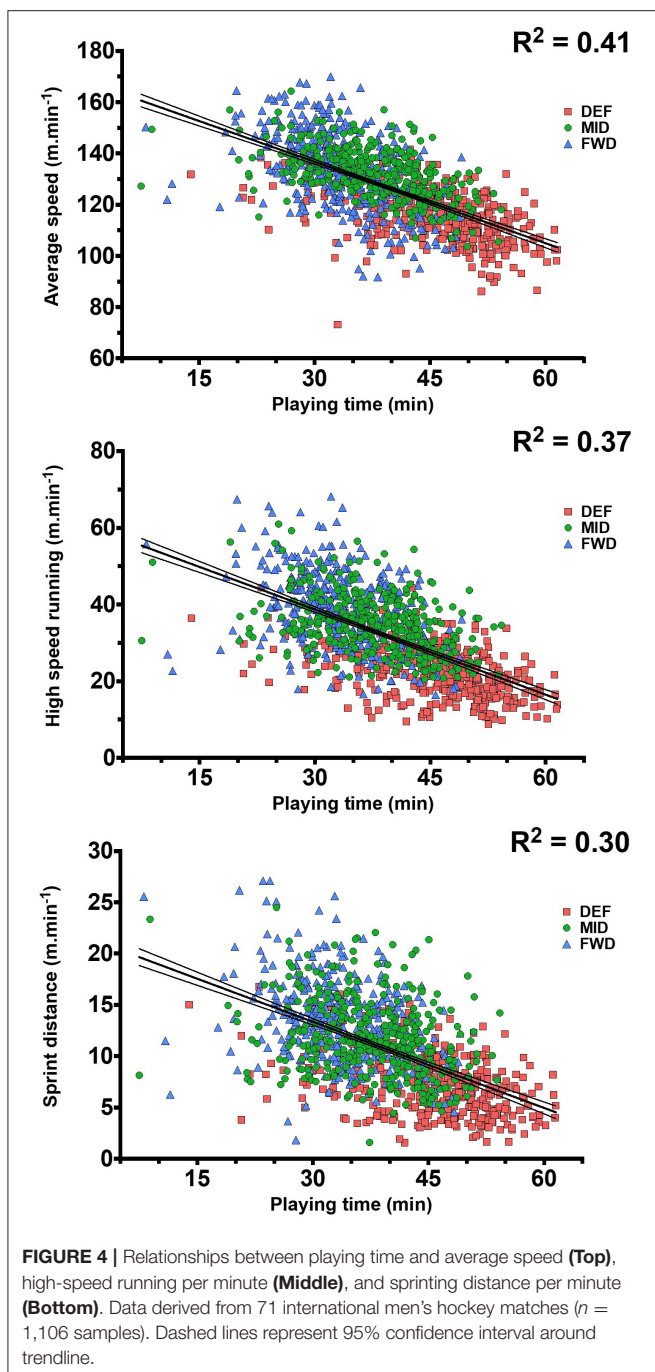 R² = 0.41
180
160
140
120
100
80
60
Average speed (m.min⁻¹)
DEF
MID
FWD
15 30 45 60
Playing time (min)
R² = 0.37
80
60
40
20
0
High speed running (m.min⁻¹)
DEF
MID
FWD
15 30 45 60
Playing time (min)
R² = 0.30
30
25
20
15
10
5
0
Sprint distance (m.min⁻¹)
DEF
MID
FWD
15 30 45 60
Playing time (min)
FIGURE 4 | Relationships between playing time and average speed (Top),
high-speed running per minute (Middle), and sprinting distance per minute
(Bottom). Data derived from 71 international men's hockey matches (n =
1,106 samples). Dashed lines represent 95% confidence interval around
trendline.